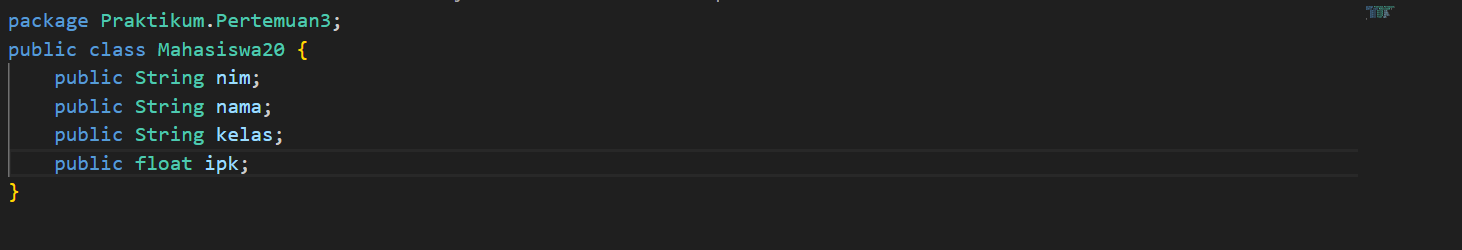 package Praktikum.Pertemuan3;
public class Mahasiswa20 {
    public String nim;
    public String nama;
    public String kelas;
    public float ipk;
}